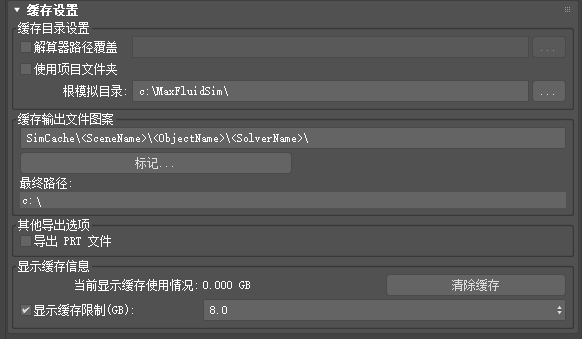 缓存设置
缓存目录设置
解算器路径覆盖
...
使用项目文件夹
根模拟目录: c:\MaxFluidSim\
...
缓存输出文件图案
SimCache\<SceneName>\<ObjectName>\<SolverName>\
标记...
最终路径:
c:\
其他导出选项
导出 PRT 文件
显示缓存信息
当前显示缓存使用情况: 0.000 GB 清除缓存
显示缓存限制(GB): 8.0